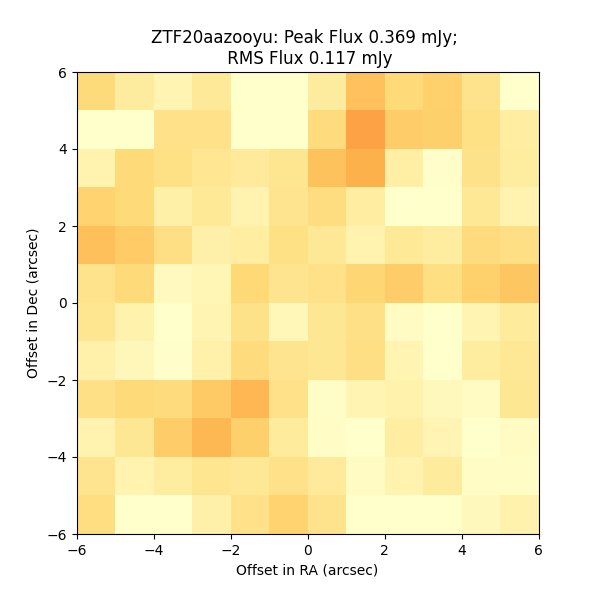 ZTF20aazooyu: Peak Flux 0.369 mJy;
RMS Flux 0.117 mJy
6
4
2
0
−2
−4
−6
Offset in Dec (arcsec)
−6 −4 −2 0 2 4 6
Offset in RA (arcsec)